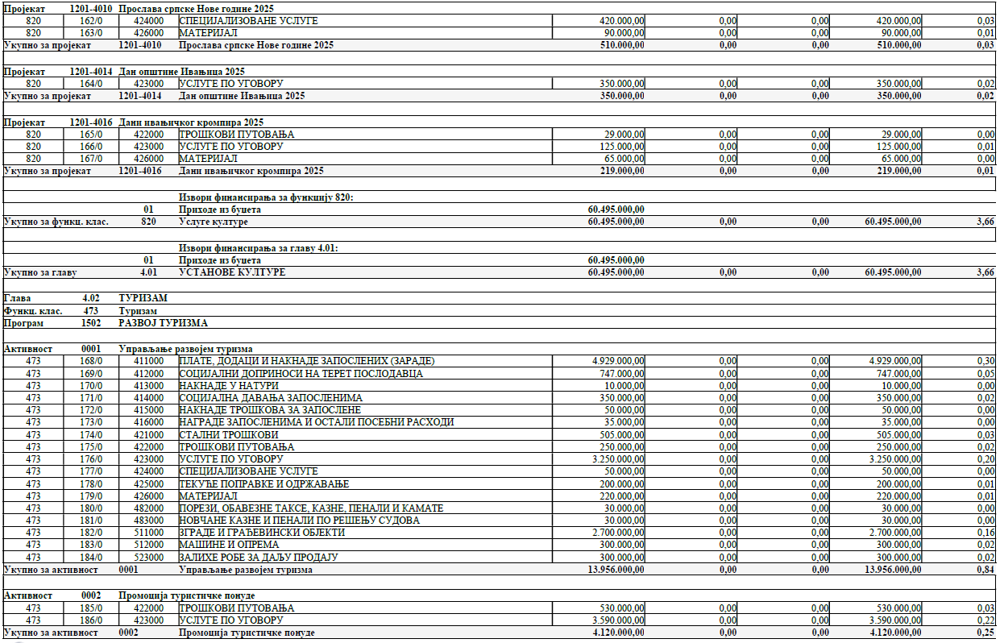 Пројекат 1201-4010 Прослава српске Нове године 2025
820 162/0 424000 СПЕЦИЈАЛИЗОВАНЕ УСЛУГЕ 420.000,00 0,00 0,00 420.000,00 0,03
820 163/0 426000 МАТЕРИЈАЛ 90.000,00 0,00 0,00 90.000,00 0,01
Укупно за пројекат 1201-4010 Прослава српске Нове године 2025 510.000,00 0,00 0,00 510.000,00 0,03
Пројекат 1201-4014 Дан општине Ивањица 2025
820 164/0 423000 УСЛУГЕ ПО УГОВОРУ 350.000,00 0,00 0,00 350.000,00 0,02
Укупно за пројекат 1201-4014 Дан општине Ивањица 2025 350.000,00 0,00 0,00 350.000,00 0,02
Пројекат 1201-4016 Дани ивањичког кромпира 2025
820 165/0 422000 ТРОШКОВИ ПУТОВАЊА 29.000,00 0,00 0,00 29.000,00 0,00
820 166/0 423000 УСЛУГЕ ПО УГОВОРУ 125.000,00 0,00 0,00 125.000,00 0,01
820 167/0 426000 МАТЕРИЈАЛ 65.000,00 0,00 0,00 65.000,00 0,00
Укупно за пројекат 1201-4016 Дани ивањичког кромпира 2025 219.000,00 0,00 0,00 219.000,00 0,01
Извори финансирања за функцију 820:
01 Приходе из буџета 60.495.000,00
Укупно за функц. клас. 820 Услуге културе 60.495.000,00 0,00 0,00 60.495.000,00 3,66
Извори финансирања за главу 4.01:
01 Приходе из буџета 60.495.000,00
Укупно за главу 4.01 УСТАНОВЕ КУЛТУРЕ 60.495.000,00 0,00 0,00 60.495.000,00 3,66
Глава 4.02 ТУРИЗАМ
Функц. клас. 473 Туризам
Програм 1502 РАЗВОЈ ТУРИЗМА
Активност 0001 Управљање развојем туризма
473 168/0 411000 ПЛАТЕ, ДОДАЦИ И НАКНАДЕ ЗАПОСЛЕНИХ (ЗАРАДЕ) 4.929.000,00 0,00 0,00 4.929.000,00 0,30
473 169/0 412000 СОЦИЈАЛНИ ДОПРИНОСИ НА ТЕРЕТ ПОСЛОДАВЦА 747.000,00 0,00 0,00 747.000,00 0,05
473 170/0 413000 НАКНАДЕ У НАТУРИ 10.000,00 0,00 0,00 10.000,00 0,00
473 171/0 414000 СОЦИЈАЛНА ДАВАЊА ЗАПОСЛЕНИМА 350.000,00 0,00 0,00 350.000,00 0,02
473 172/0 415000 НАКНАДЕ ТРОШКОВА ЗА ЗАПОСЛЕНЕ 50.000,00 0,00 0,00 50.000,00 0,00
473 173/0 416000 НАГРАДЕ ЗАПОСЛЕНИМА И ОСТАЛИ ПОСЕБНИ РАСХОДИ 35.000,00 0,00 0,00 35.000,00 0,00
473 174/0 421000 СТАЛНИ ТРОШКОВИ 505.000,00 0,00 0,00 505.000,00 0,03
473 175/0 422000 ТРОШКОВИ ПУТОВАЊА 250.000,00 0,00 0,00 250.000,00 0,02
473 176/0 423000 УСЛУГЕ ПО УГОВОРУ 3.250.000,00 0,00 0,00 3.250.000,00 0,20
473 177/0 424000 СПЕЦИЈАЛИЗОВАНЕ УСЛУГЕ 50.000,00 0,00 0,00 50.000,00 0,00
473 178/0 425000 ТЕКУЋЕ ПОПРАВКЕ И ОДРЖАВАЊЕ 200.000,00 0,00 0,00 200.000,00 0,01
473 179/0 426000 МАТЕРИЈАЛ 220.000,00 0,00 0,00 220.000,00 0,01
473 180/0 482000 ПОРЕЗИ, ОБАВЕЗНЕ ТАКСЕ, КАЗНЕ, ПЕНАЛИ И КАМАТЕ 30.000,00 0,00 0,00 30.000,00 0,00
473 181/0 483000 НОВЧАНЕ КАЗНЕ И ПЕНАЛИ ПО РЕШЕЊУ СУДОВА 30.000,00 0,00 0,00 30.000,00 0,00
473 182/0 511000 ЗГРАДЕ И ГРАЂЕВИНСКИ ОБЈЕКТИ 2.700.000,00 0,00 0,00 2.700.000,00 0,16
473 183/0 512000 МАШИНЕ И ОПРЕМА 300.000,00 0,00 0,00 300.000,00 0,02
473 184/0 523000 ЗАЛИХЕ РОБЕ ЗА ДАЉУ ПРОДАЈУ 300.000,00 0,00 0,00 300.000,00 0,02
Укупно за активност 0001 Управљање развојем туризма 13.956.000,00 0,00 0,00 13.956.000,00 0,84
Активност 0002 Промоција туристичке понуде
473 185/0 422000 ТРОШКОВИ ПУТОВАЊА 530.000,00 0,00 0,00 530.000,00 0,03
473 186/0 423000 УСЛУГЕ ПО УГОВОРУ 3.590.000,00 0,00 0,00 3.590.000,00 0,22
Укупно за активност 0002 Промоција туристичке понуде 4.120.000,00 0,00 0,00 4.120.000,00 0,25